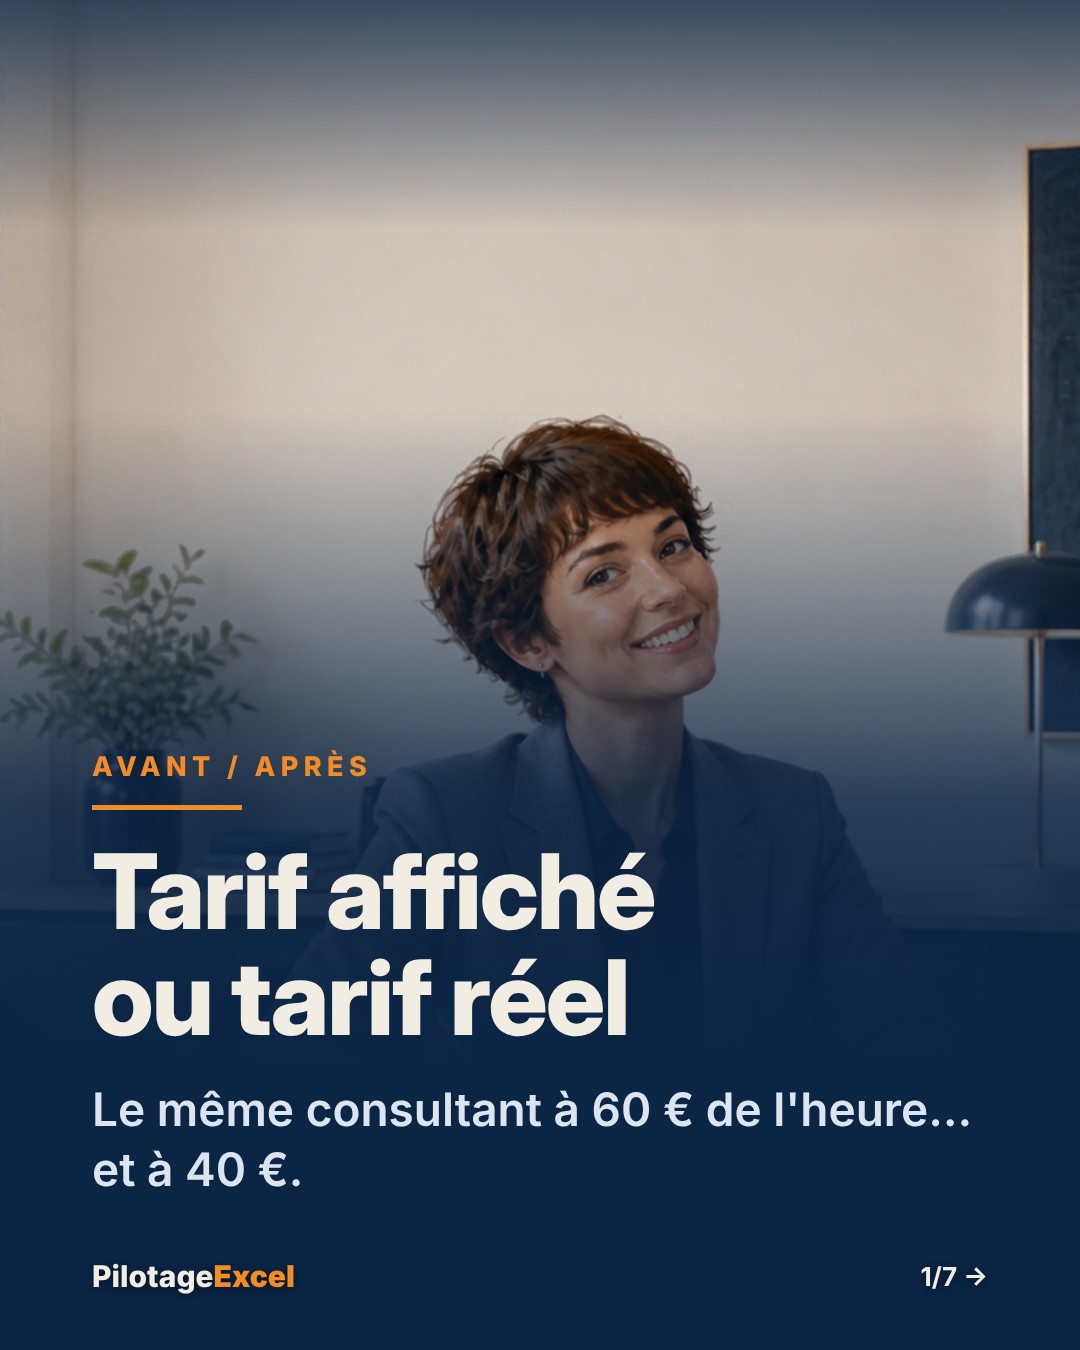 AVANT / APRÈS
Tarif affiché
ou tarif réel
Le même consultant à 60 € de l'heure...
et à 40 €.
PilotageExcel
1/7 →